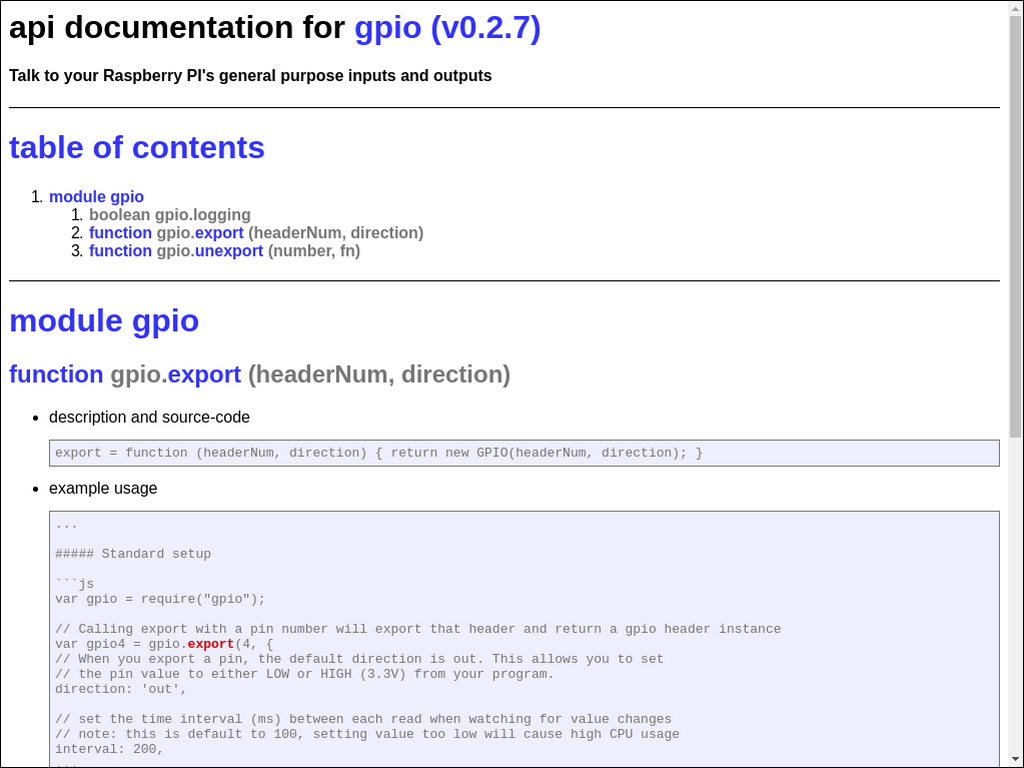 api documentation for gpio (v0.2.7)
Talk to your Raspberry PI's general purpose inputs and outputs
table of contents
1. module gpio
1. boolean gpio.logging
2. function gpio.export (headerNum, direction)
3. function gpio.unexport (number, fn)
module gpio
function gpio.export (headerNum, direction)
• description and source-code
export = function (headerNum, direction) { return new GPIO(headerNum, direction); }
• example usage
...
##### Standard setup
```js
var gpio = require("gpio");
// Calling export with a pin number will export that header and return a gpio header instance
var gpio4 = gpio.export(4, {
// When you export a pin, the default direction is out. This allows you to set
// the pin value to either LOW or HIGH (3.3V) from your program.
direction: 'out',
// set the time interval (ms) between each read when watching for value changes
// note: this is default to 100, setting value too low will cause high CPU usage
interval: 200,
...